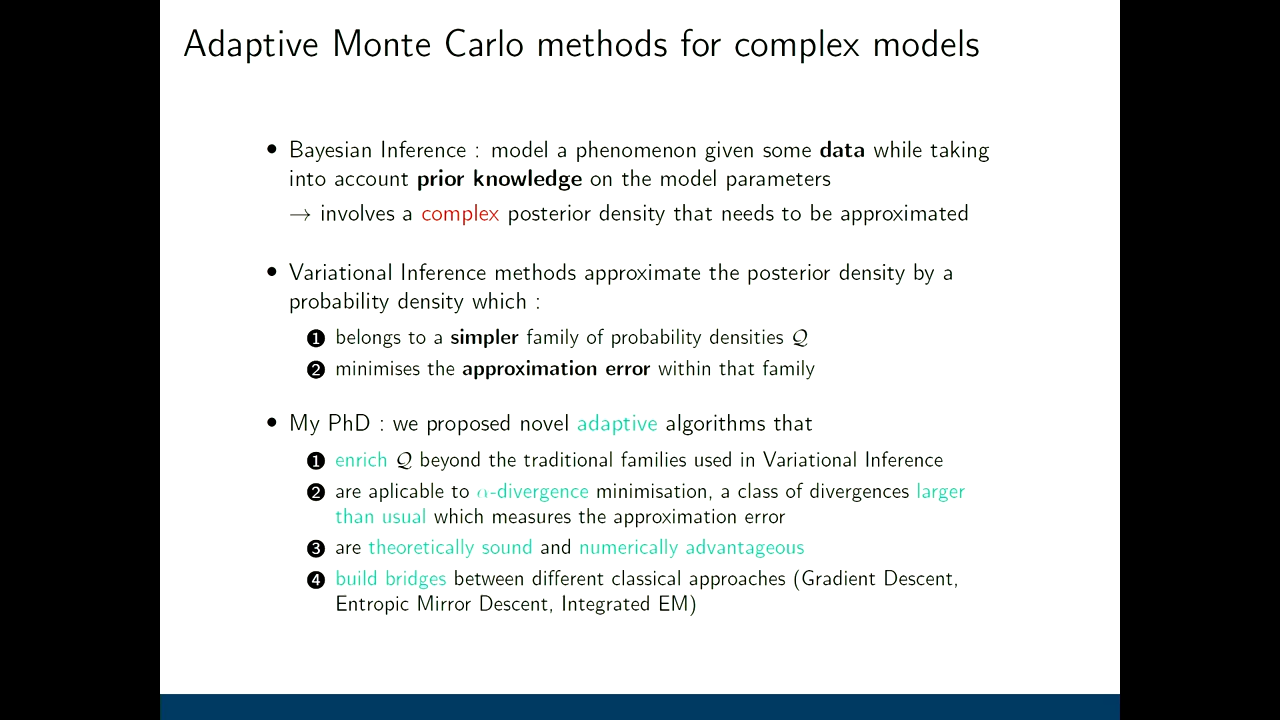 Adaptive Monte Carlo methods for complex models
• Bayesian Inference : model a phenomenon given some data while taking
into account prior knowledge on the model parameters
→ involves a complex posterior density that needs to be approximated
• Variational Inference methods approximate the posterior density by a
probability density which :
❶ belongs to a simpler family of probability densities 𝒬
❷ minimises the approximation error within that family
• My PhD : we proposed novel adaptive algorithms that
❶ enrich 𝒬 beyond the traditional families used in Variational Inference
❷ are aplicable to α-divergence minimisation, a class of divergences larger
than usual which measures the approximation error
❸ are theoretically sound and numerically advantageous
❹ build bridges between different classical approaches (Gradient Descent,
Entropic Mirror Descent, Integrated EM)